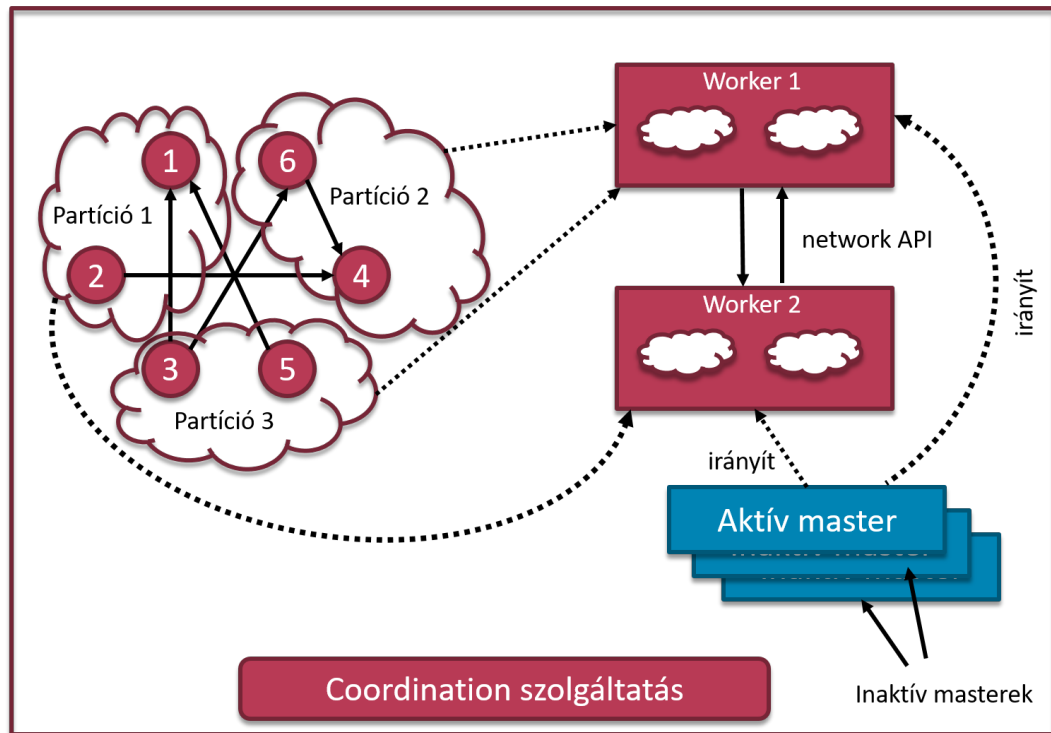 Worker 1
1
6
Partíció 1
Partíció 2
network API
2
4
Worker 2
irányít
3
5
Partíció 3
irányít
Aktív master
Coordination szolgáltatás
Inaktív masterek